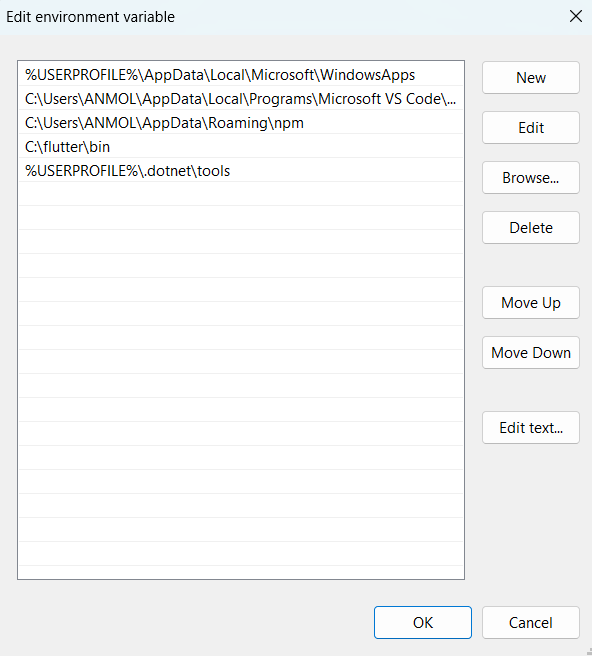 Edit environment variable
%USERPROFILE%\AppData\Local\Microsoft\WindowsApps
C:\Users\ANMOL\AppData\Local\Programs\Microsoft VS Code\...
C:\Users\ANMOL\AppData\Roaming\npm
C:\flutter\bin
%USERPROFILE%\.dotnet\tools
New
Edit
Browse...
Delete
Move Up
Move Down
Edit text...
OK
Cancel